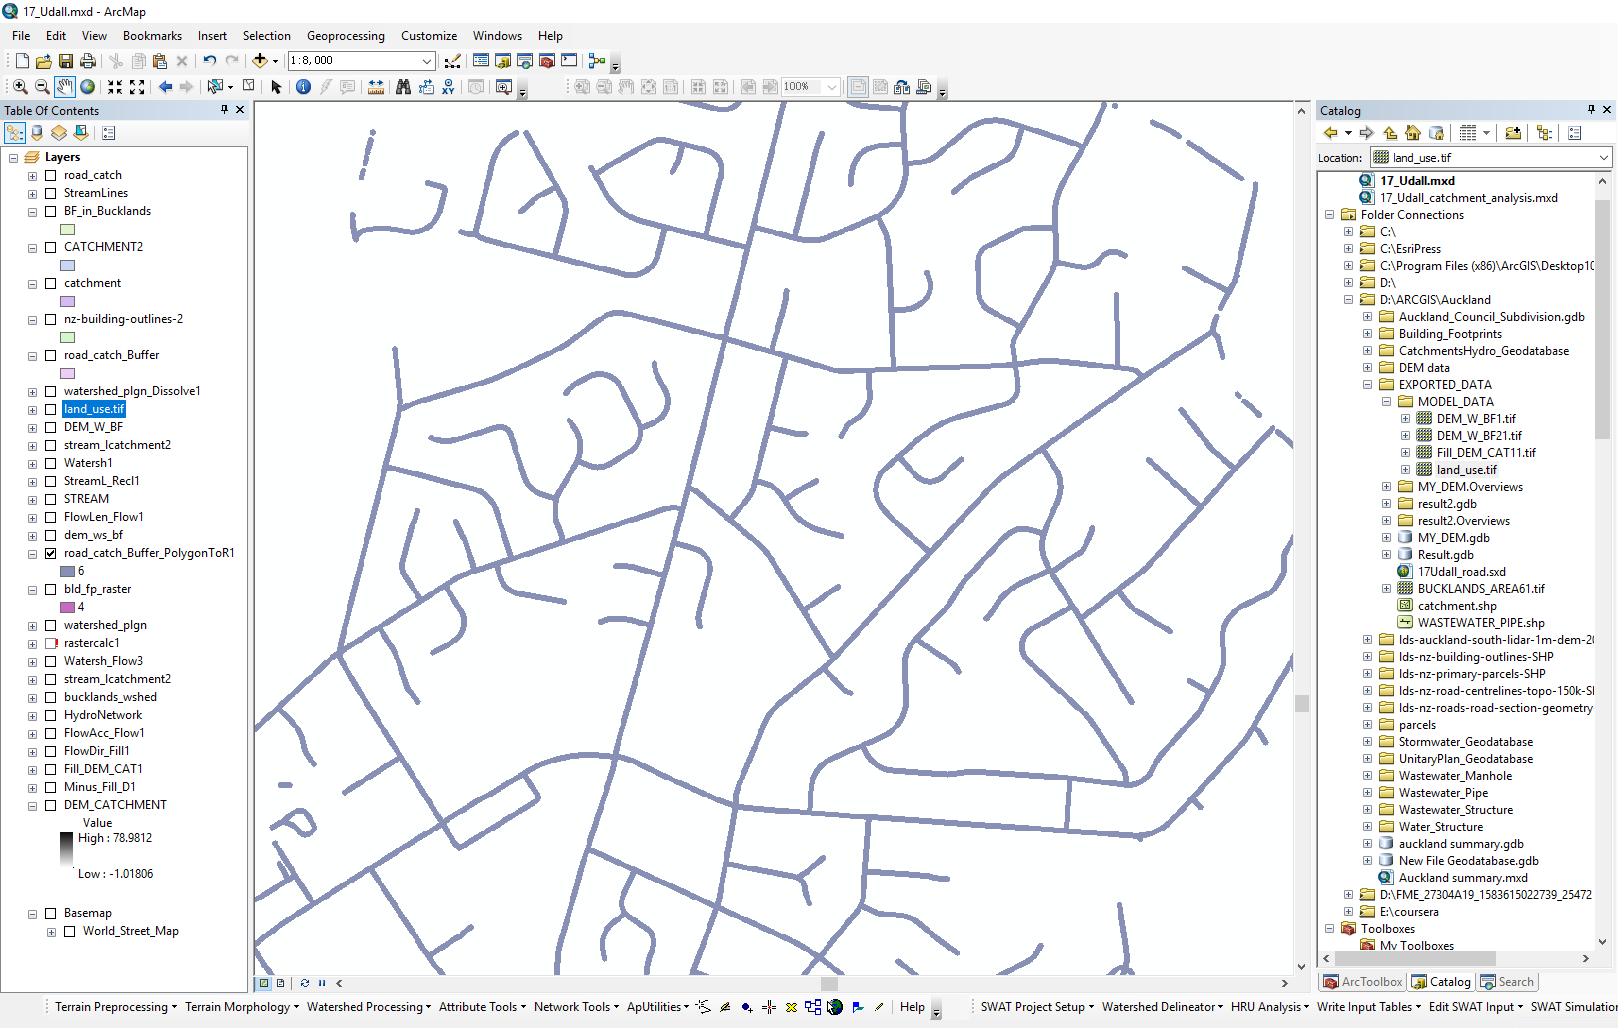 17_Udall.mxd - ArcMap
File Edit View Bookmarks Insert Selection Geoprocessing Customize Windows Help
1:8,000
100%
Table Of Contents
Layers
road_catch
StreamLines
BF_in_Bucklands
CATCHMENT2
catchment
nz-building-outlines-2
road_catch_Buffer
watershed_plgn_Dissolve1
land_use.tif
DEM_W_BF
stream_lcatchment2
Watersh1
StreamL_Recl1
STREAM
FlowLen_Flow1
dem_ws_bf
road_catch_Buffer_PolygonToR1
6
bld_fp_raster
4
watershed_plgn
rastercalc1
Watersh_Flow3
stream_lcatchment2
bucklands_wshed
HydroNetwork
FlowAcc_Flow1
FlowDir_Fill1
Fill_DEM_CAT1
Minus_Fill_D1
DEM_CATCHMENT
Value
High : 78.9812
Low : -1.01806
Basemap
World_Street_Map
Catalog
Location: land_use.tif
17_Udall.mxd
17_Udall_catchment_analysis.mxd
Folder Connections
C:\
C:\EsriPress
C:\Program Files (x86)\ArcGIS\Desktop10
D:\
D:\ARCGIS\Auckland
Auckland_Council_Subdivision.gdb
Building_Footprints
CatchmentsHydro_Geodatabase
DEM data
EXPORTED_DATA
MODEL_DATA
DEM_W_BF1.tif
DEM_W_BF21.tif
Fill_DEM_CAT11.tif
land_use.tif
MY_DEM.Overviews
result2.gdb
result2.Overviews
MY_DEM.gdb
Result.gdb
17Udall_road.sxd
BUCKLANDS_AREA61.tif
catchment.shp
WASTEWATER_PIPE.shp
lds-auckland-south-lidar-1m-dem-20
lds-nz-building-outlines-SHP
lds-nz-primary-parcels-SHP
lds-nz-road-centrelines-topo-150k-SH
lds-nz-roads-road-section-geometry
parcels
Stormwater_Geodatabase
UnitaryPlan_Geodatabase
Wastewater_Manhole
Wastewater_Pipe
Wastewater_Structure
Water_Structure
auckland summary.gdb
New File Geodatabase.gdb
Auckland summary.mxd
D:\FME_27304A19_1583615022739_25472
E:\coursera
Toolboxes
My Toolboxes
ArcToolbox Catalog Search
Terrain Preprocessing Terrain Morphology Watershed Processing Attribute Tools Network Tools ApUtilities Help SWAT Project Setup Watershed Delineator HRU Analysis Write Input Tables Edit SWAT Input SWAT Simulation